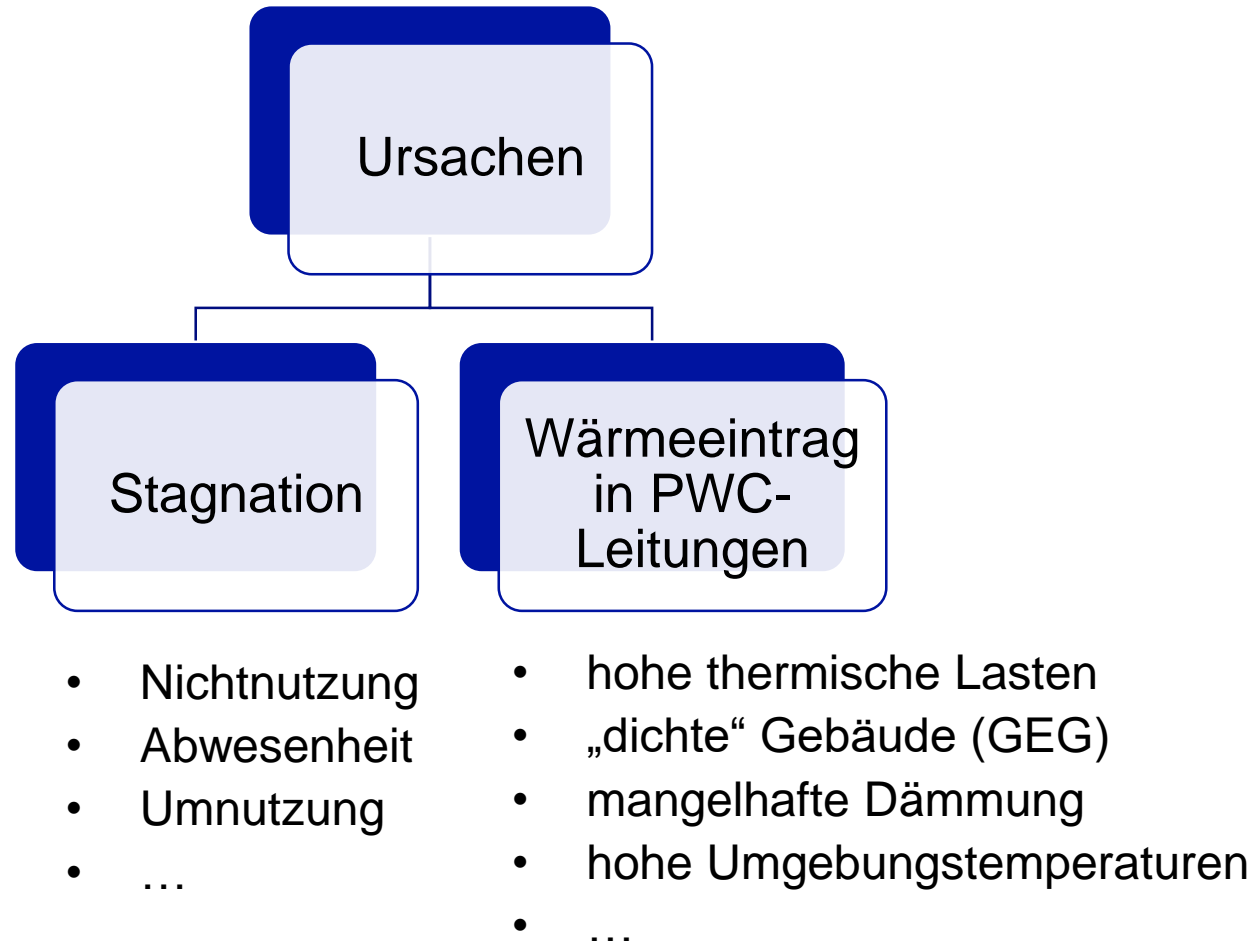 Ursachen
Stagnation
Wärmeeintrag
in PWC-
Leitungen
• Nichtnutzung
• Abwesenheit
• Umnutzung
• …
• hohe thermische Lasten
• „dichte“ Gebäude (GEG)
• mangelhafte Dämmung
• hohe Umgebungstemperaturen
• …